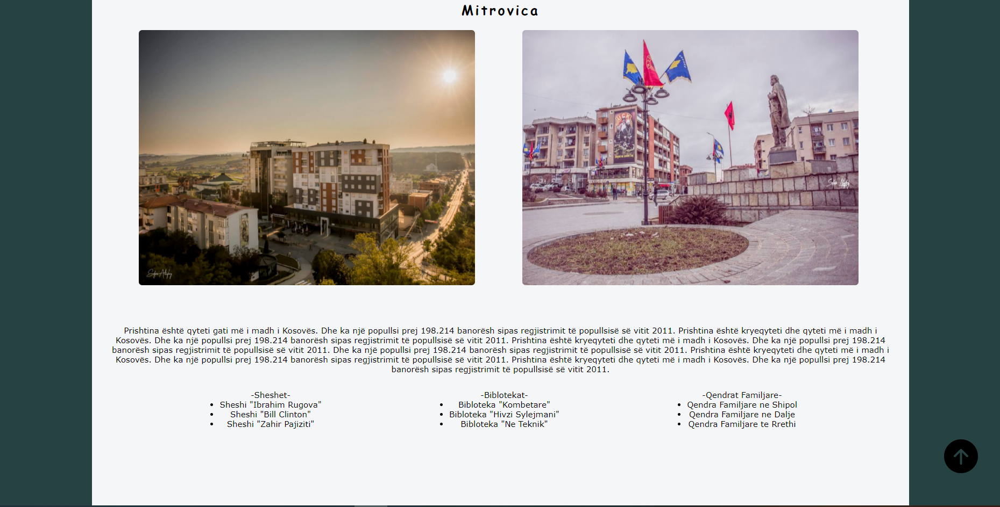 Mitrovica
UÇK
Prishtina është qyteti gati më i madh i Kosovës. Dhe ka një popullsi prej 198.214 banorësh sipas regjistrimit të popullsisë së vitit 2011. Prishtina është kryeqyteti dhe qyteti më i madh i
Kosovës. Dhe ka një popullsi prej 198.214 banorësh sipas regjistrimit të popullsisë së vitit 2011. Prishtina është kryeqyteti dhe qyteti më i madh i Kosovës. Dhe ka një popullsi prej 198.214
banorësh sipas regjistrimit të popullsisë së vitit 2011. Dhe ka një popullsi prej 198.214 banorësh sipas regjistrimit të popullsisë së vitit 2011. Prishtina është kryeqyteti dhe qyteti më i madh i
Kosovës. Dhe ka një popullsi prej 198.214 banorësh sipas regjistrimit të popullsisë së vitit 2011. Prishtina është kryeqyteti dhe qyteti më i madh i Kosovës. Dhe ka një popullsi prej 198.214
banorësh sipas regjistrimit të popullsisë së vitit 2011.
-Sheshet-
Sheshi "Ibrahim Rugova"
Sheshi "Bill Clinton"
Sheshi "Zahir Pajiziti"
-Biblotekat-
Bibloteka "Kombetare"
Bibloteka "Hivzi Sylejmani"
Bibloteka "Ne Teknik"
-Qendrat Familjare-
Qendra Familjare ne Shipol
Qendra Familjare ne Dalje
Qendra Familjare te Rrethi